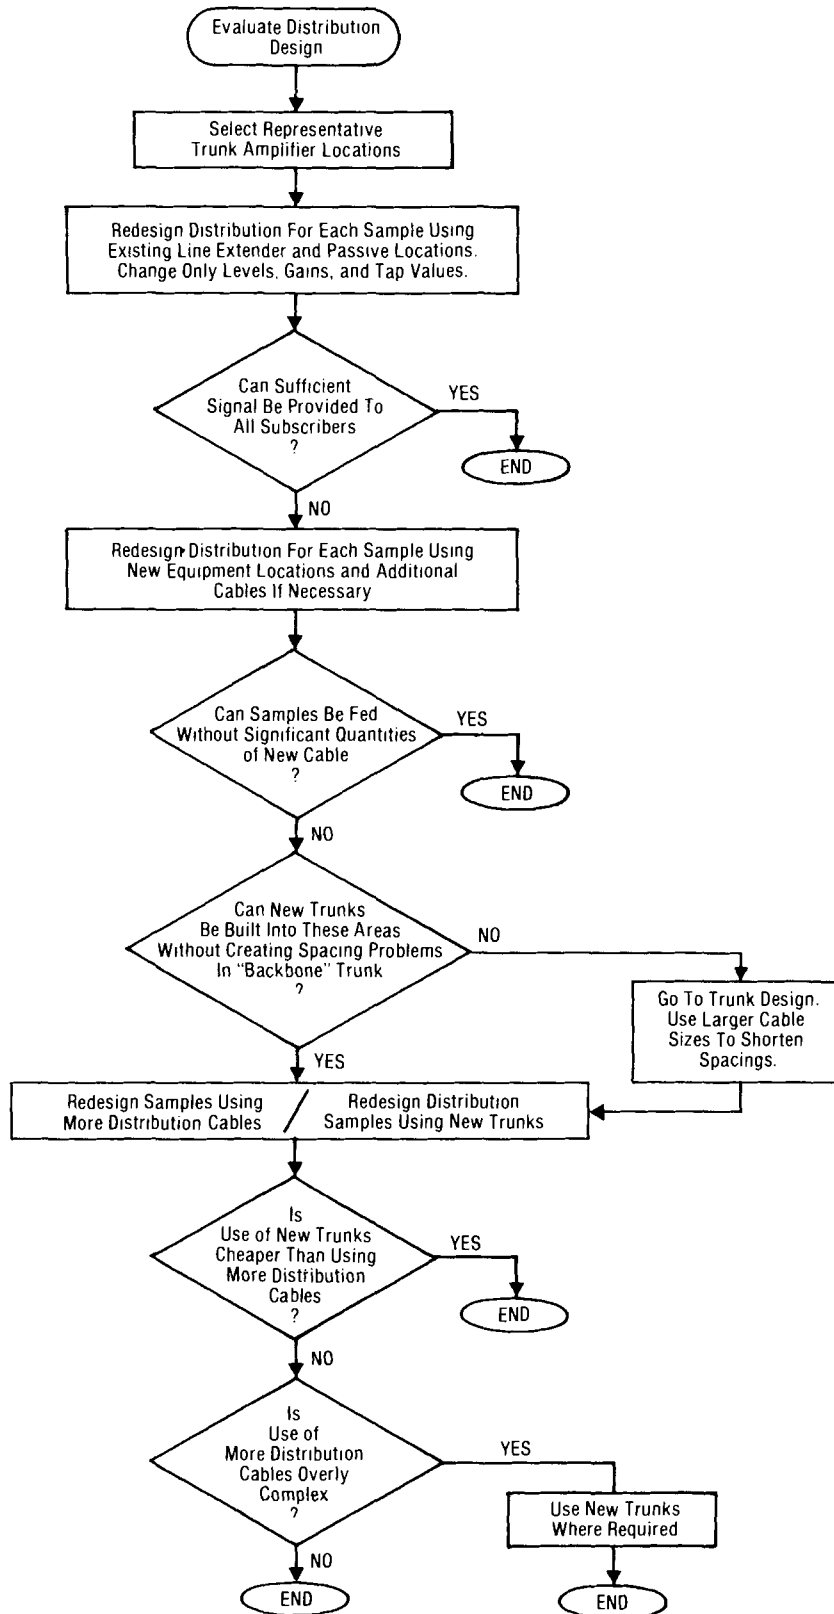 Evaluate Distribution
Design
Select Representative
Trunk Amplifier Locations
Redesign Distribution For Each Sample Using
Existing Line Extender and Passive Locations.
Change Only Levels, Gains, and Tap Values.
Can Sufficient
Signal Be Provided To
All Subscribers
?
YES
END
NO
Redesign Distribution For Each Sample Using
New Equipment Locations and Additional
Cables If Necessary
Can Samples Be Fed
Without Significant Quantities
of New Cable
?
YES
END
NO
Can New Trunks
Be Built Into These Areas
Without Creating Spacing Problems
In "Backbone" Trunk
?
NO
Go To Trunk Design.
Use Larger Cable
Sizes To Shorten
Spacings.
YES
Redesign Samples Using
More Distribution Cables
/
Redesign Distribution
Samples Using New Trunks
Is
Use of New Trunks
Cheaper Than Using
More Distribution
Cables
?
YES
END
NO
Is
Use of
More Distribution
Cables Overly
Complex
?
YES
Use New Trunks
Where Required
NO
END
END